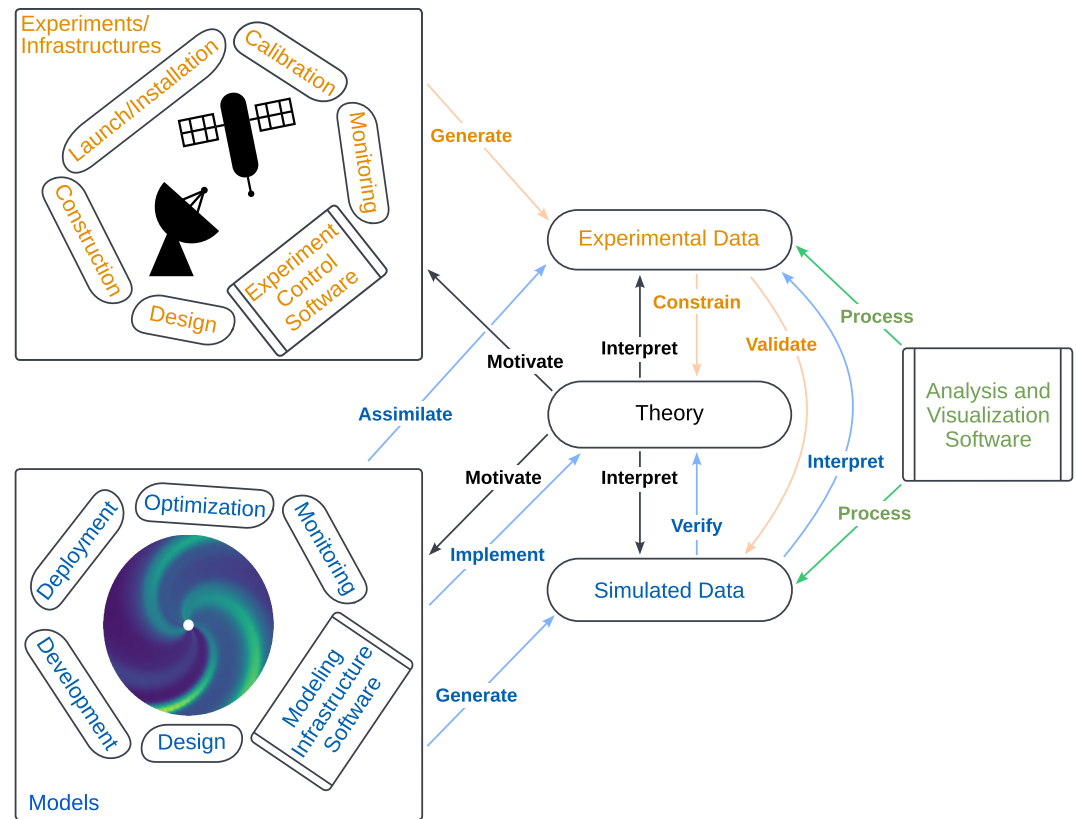 Experiments/
Infrastructures
Launch/Installation
Calibration
Monitoring
Construction
Design
Experiment
Control
Software
Generate
Experimental Data
Constrain
Validate
Process
Interpret
Motivate
Assimilate
Theory
Analysis and
Visualization
Software
Motivate
Interpret
Interpret
Verify
Implement
Process
Simulated Data
Generate
Optimization
Deployment
Monitoring
Development
Design
Modeling
Infrastructure
Software
Models